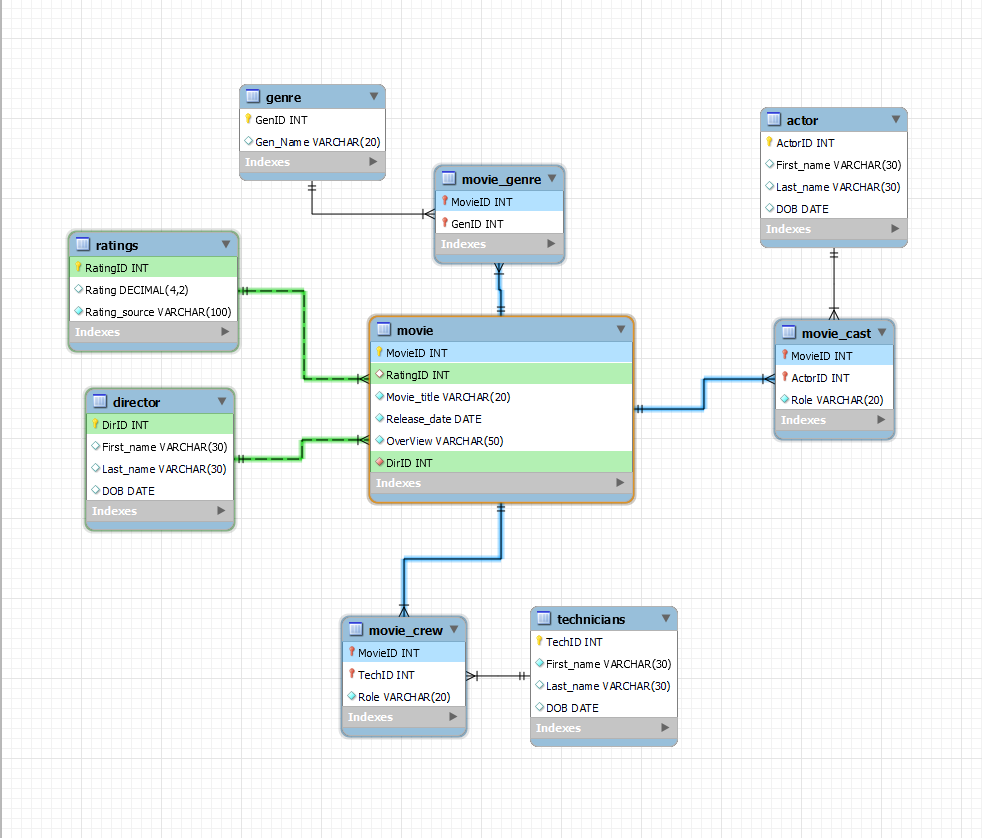 genre
GenID INT
Gen_Name VARCHAR(20)
Indexes
actor
ActorID INT
First_name VARCHAR(30)
Last_name VARCHAR(30)
DOB DATE
Indexes
movie_genre
MovieID INT
GenID INT
Indexes
ratings
RatingID INT
Rating DECIMAL(4,2)
Rating_source VARCHAR(100)
Indexes
movie
MovieID INT
RatingID INT
Movie_title VARCHAR(20)
Release_date DATE
OverView VARCHAR(50)
DirID INT
Indexes
movie_cast
MovieID INT
ActorID INT
Role VARCHAR(20)
Indexes
director
DirID INT
First_name VARCHAR(30)
Last_name VARCHAR(30)
DOB DATE
Indexes
movie_crew
MovieID INT
TechID INT
Role VARCHAR(20)
Indexes
technicians
TechID INT
First_name VARCHAR(30)
Last_name VARCHAR(30)
DOB DATE
Indexes